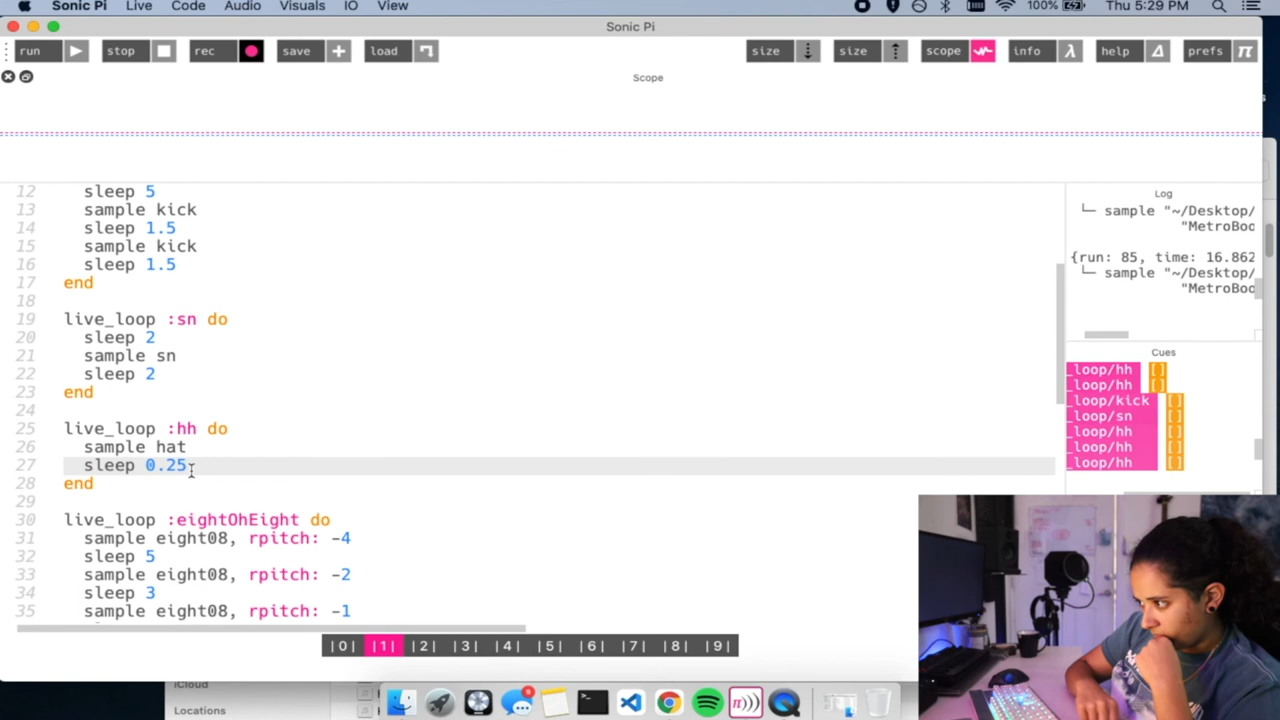 Sonic Pi Live Code Audio Visuals IO View 100% Thu 5:29 PM
Sonic Pi
run stop rec save load size size scope info λ help prefs π
Scope
12 sleep 5
13 sample kick
14 sleep 1.5
15 sample kick
16 sleep 1.5
17 end
18
19 live_loop :sn do
20 sleep 2
21 sample sn
22 sleep 2
23 end
24
25 live_loop :hh do
26 sample hat
27 sleep 0.25
28 end
29
30 live_loop :eightOhEight do
31 sample eight08, rpitch: -4
32 sleep 5
33 sample eight08, rpitch: -2
34 sleep 3
35 sample eight08, rpitch: -1
Log
└─ sample "~/Desktop/
"MetroBoo
{run: 85, time: 16.862
└─ sample "~/Desktop/
"MetroBoo
Cues
_loop/hh []
_loop/hh []
_loop/kick []
_loop/sn []
_loop/hh []
_loop/hh []
_loop/hh []
|0| |1| |2| |3| |4| |5| |6| |7| |8| |9|
iCloud
Locations